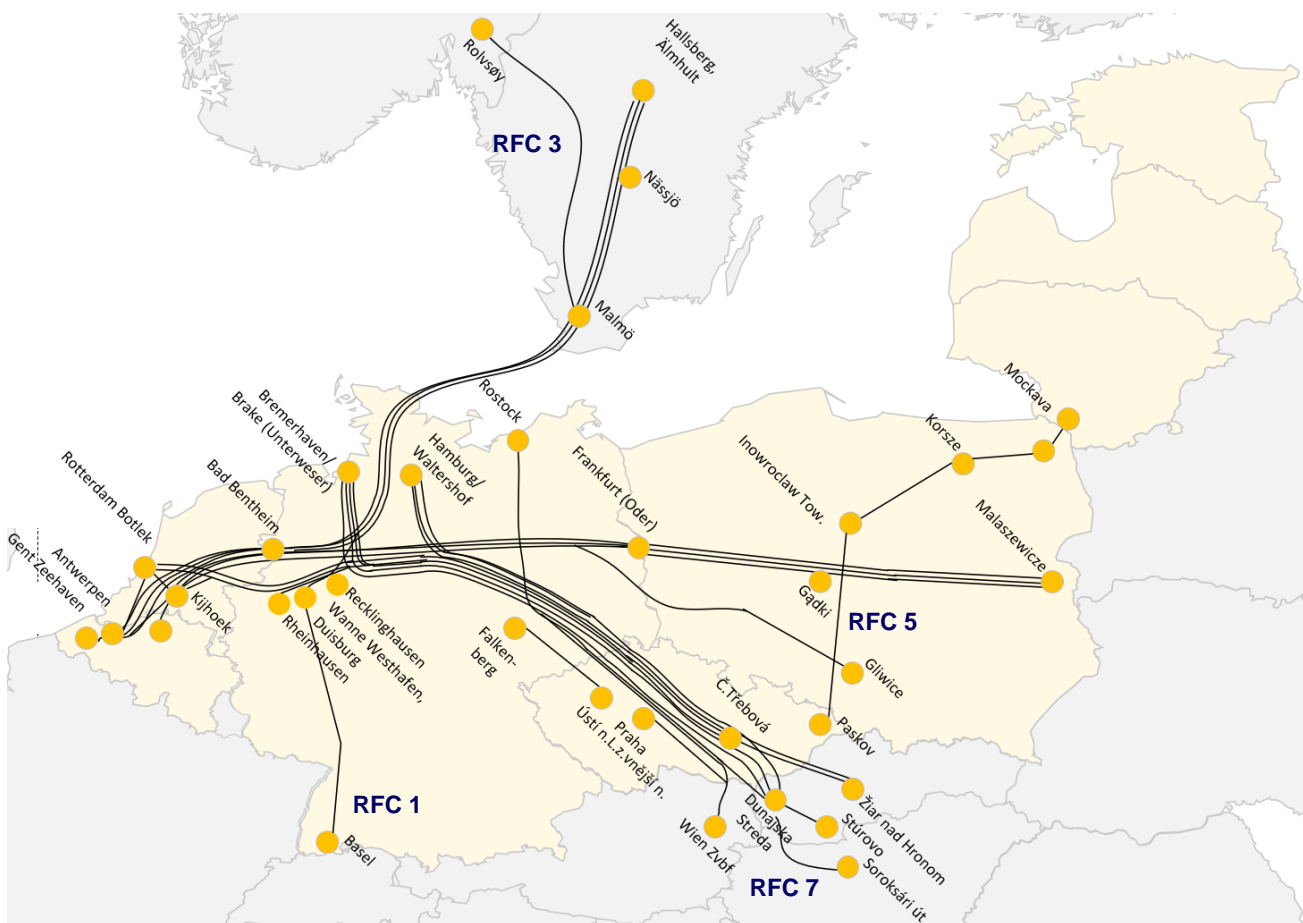 Rolvsøy
Hallsberg,
Älmhult
RFC 3
Nässjö
Malmö
Rostock
Bremerhaven/
Brake (Unterweser)
Hamburg/
Waltershof
Mockava
Korsze
Inowroclaw Tow.
Frankfurt (Oder)
Malaszewicze
Bad Bentheim
Rotterdam Botlek
Antwerpen
Gent Zeehaven
Kijhoek
Gądki
RFC 5
Recklinghausen
Wanne Westhafen,
Duisburg
Rheinhausen
Falken-
berg
Gliwice
Č.Třebová
Paskov
Praha
Ústí n.L.z.vnější n.
RFC 1
Basel
Wien Zvbf
Dunajska
Streda
Žiar nad Hronom
Stúrovo
Soroksári út
RFC 7